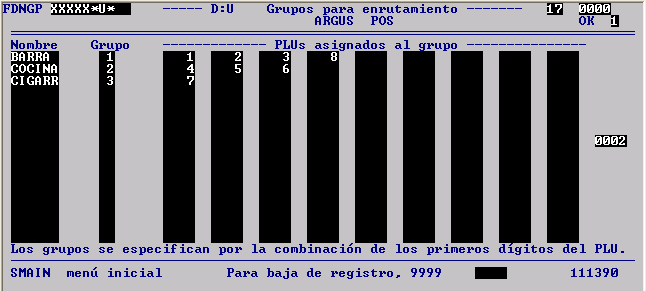 FDNGP XXXXX*U* ----- D:U Grupos para enrutamiento ------- 17 0000
ARGUS POS OK 1
Nombre Grupo ------------- PLUs asignados al grupo ---------------
BARRA 1 1 2 3 8
COCINA 2 4 5 6
CIGARR 3 7
0002
Los grupos se especifican por la combinación de los primeros dígitos del PLU.
SMAIN menú inicial Para baja de registro, 9999 111390